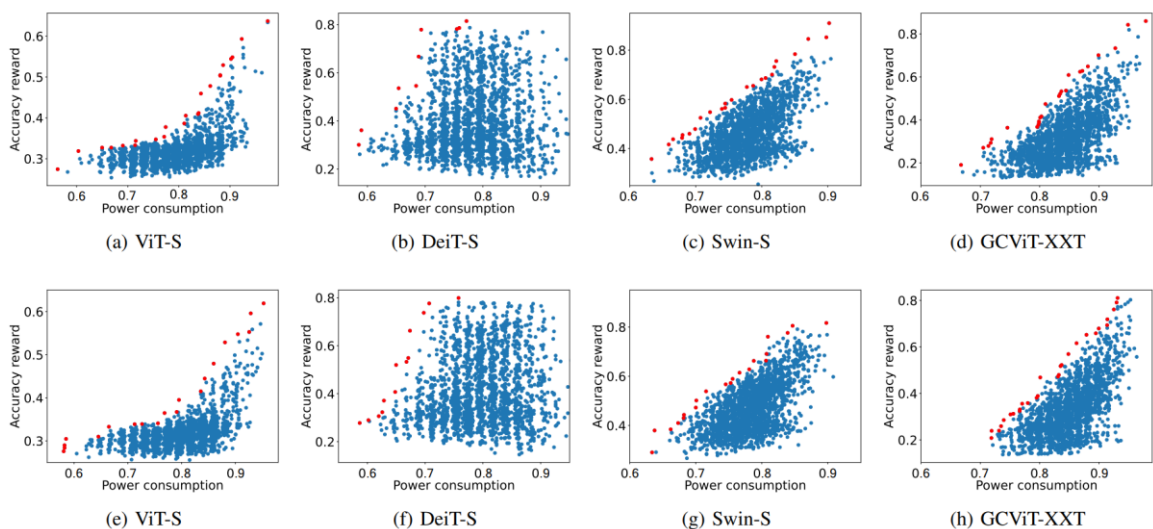 Accuracy reward
0.6
0.5
0.4
0.3
0.6 0.7 0.8 0.9
Power consumption
(a) ViT-S
Accuracy reward
0.8
0.6
0.4
0.2
0.6 0.7 0.8 0.9
Power consumption
(b) DeiT-S
Accuracy reward
0.8
0.6
0.4
0.7 0.8 0.9
Power consumption
(c) Swin-S
Accuracy reward
0.8
0.6
0.4
0.2
0.7 0.8 0.9
Power consumption
(d) GCViT-XXT
Accuracy reward
0.6
0.5
0.4
0.3
0.6 0.7 0.8 0.9
Power consumption
(e) ViT-S
Accuracy reward
0.8
0.6
0.4
0.2
0.6 0.7 0.8 0.9
Power consumption
(f) DeiT-S
Accuracy reward
0.8
0.6
0.4
0.6 0.7 0.8 0.9
Power consumption
(g) Swin-S
Accuracy reward
0.8
0.6
0.4
0.2
0.6 0.7 0.8 0.9
Power consumption
(h) GCViT-XXT